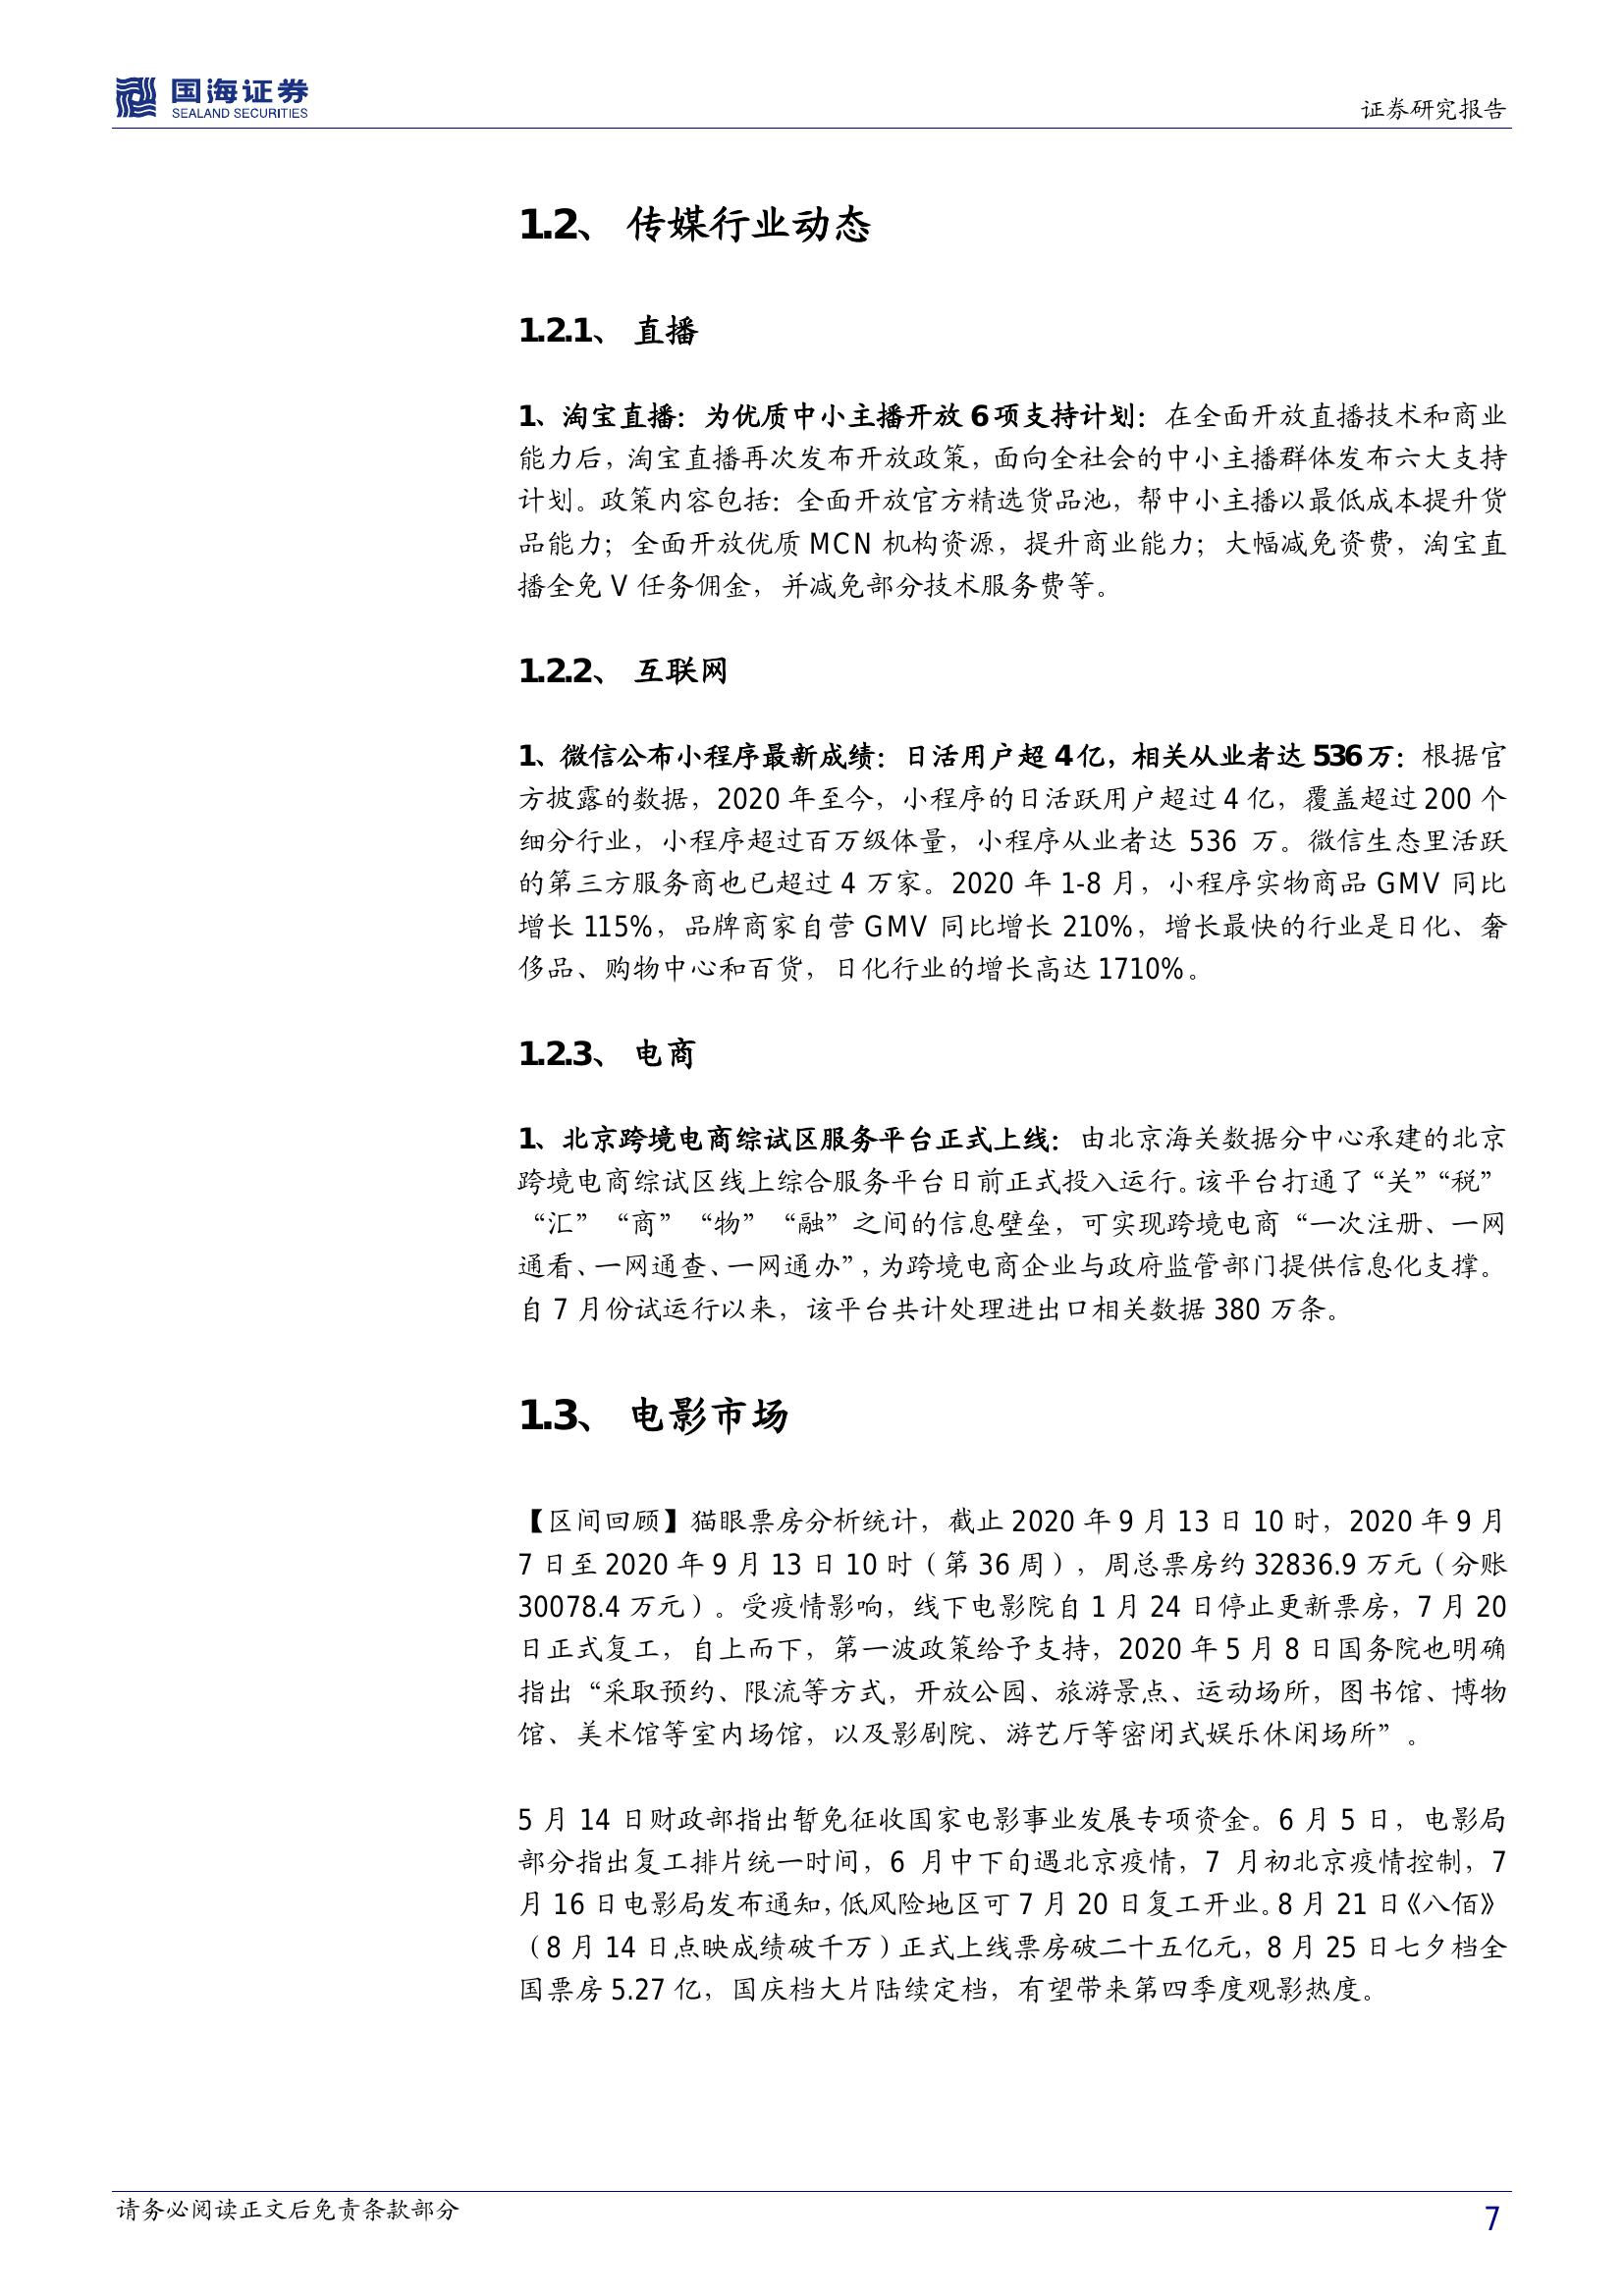 国海证券
SEALAND SECURITIES
证券研究报告
1.2、 传媒行业动态
1.2.1、 直播
1、淘宝直播：为优质中小主播开放 6 项支持计划：在全面开放直播技术和商业
能力后，淘宝直播再次发布开放政策，面向全社会的中小主播群体发布六大支持
计划。政策内容包括：全面开放官方精选货品池，帮中小主播以最低成本提升货
品能力；全面开放优质 MCN 机构资源，提升商业能力；大幅减免资费，淘宝直
播全免 V 任务佣金，并减免部分技术服务费等。
1.2.2、 互联网
1、微信公布小程序最新成绩：日活用户超 4 亿，相关从业者达 536 万：根据官
方披露的数据，2020 年至今，小程序的日活跃用户超过 4 亿，覆盖超过 200 个
细分行业，小程序超过百万级体量，小程序从业者达 536 万。微信生态里活跃
的第三方服务商也已超过 4 万家。2020 年 1-8 月，小程序实物商品 GMV 同比
增长 115%，品牌商家自营 GMV 同比增长 210%，增长最快的行业是日化、奢
侈品、购物中心和百货，日化行业的增长高达 1710%。
1.2.3、 电商
1、北京跨境电商综试区服务平台正式上线：由北京海关数据分中心承建的北京
跨境电商综试区线上综合服务平台日前正式投入运行。该平台打通了“关”“税”
“汇”“商”“物”“融”之间的信息壁垒，可实现跨境电商“一次注册、一网
通看、一网通查、一网通办”，为跨境电商企业与政府监管部门提供信息化支撑。
自 7 月份试运行以来，该平台共计处理进出口相关数据 380 万条。
1.3、 电影市场
【区间回顾】猫眼票房分析统计，截止 2020 年 9 月 13 日 10 时，2020 年 9 月
7 日至 2020 年 9 月 13 日 10 时（第 36 周），周总票房约 32836.9 万元（分账
30078.4 万元）。受疫情影响，线下电影院自 1 月 24 日停止更新票房，7 月 20
日正式复工，自上而下，第一波政策给予支持，2020 年 5 月 8 日国务院也明确
指出“采取预约、限流等方式，开放公园、旅游景点、运动场所，图书馆、博物
馆、美术馆等室内场馆，以及影剧院、游艺厅等密闭式娱乐休闲场所”。
5 月 14 日财政部指出暂免征收国家电影事业发展专项资金。6 月 5 日，电影局
部分指出复工排片统一时间，6 月中下旬遇北京疫情，7 月初北京疫情控制，7
月 16 日电影局发布通知，低风险地区可 7 月 20 日复工开业。8 月 21 日《八佰》
（8 月 14 日点映成绩破千万）正式上线票房破二十五亿元，8 月 25 日七夕档全
国票房 5.27 亿，国庆档大片陆续定档，有望带来第四季度观影热度。
请务必阅读正文后免责条款部分
7